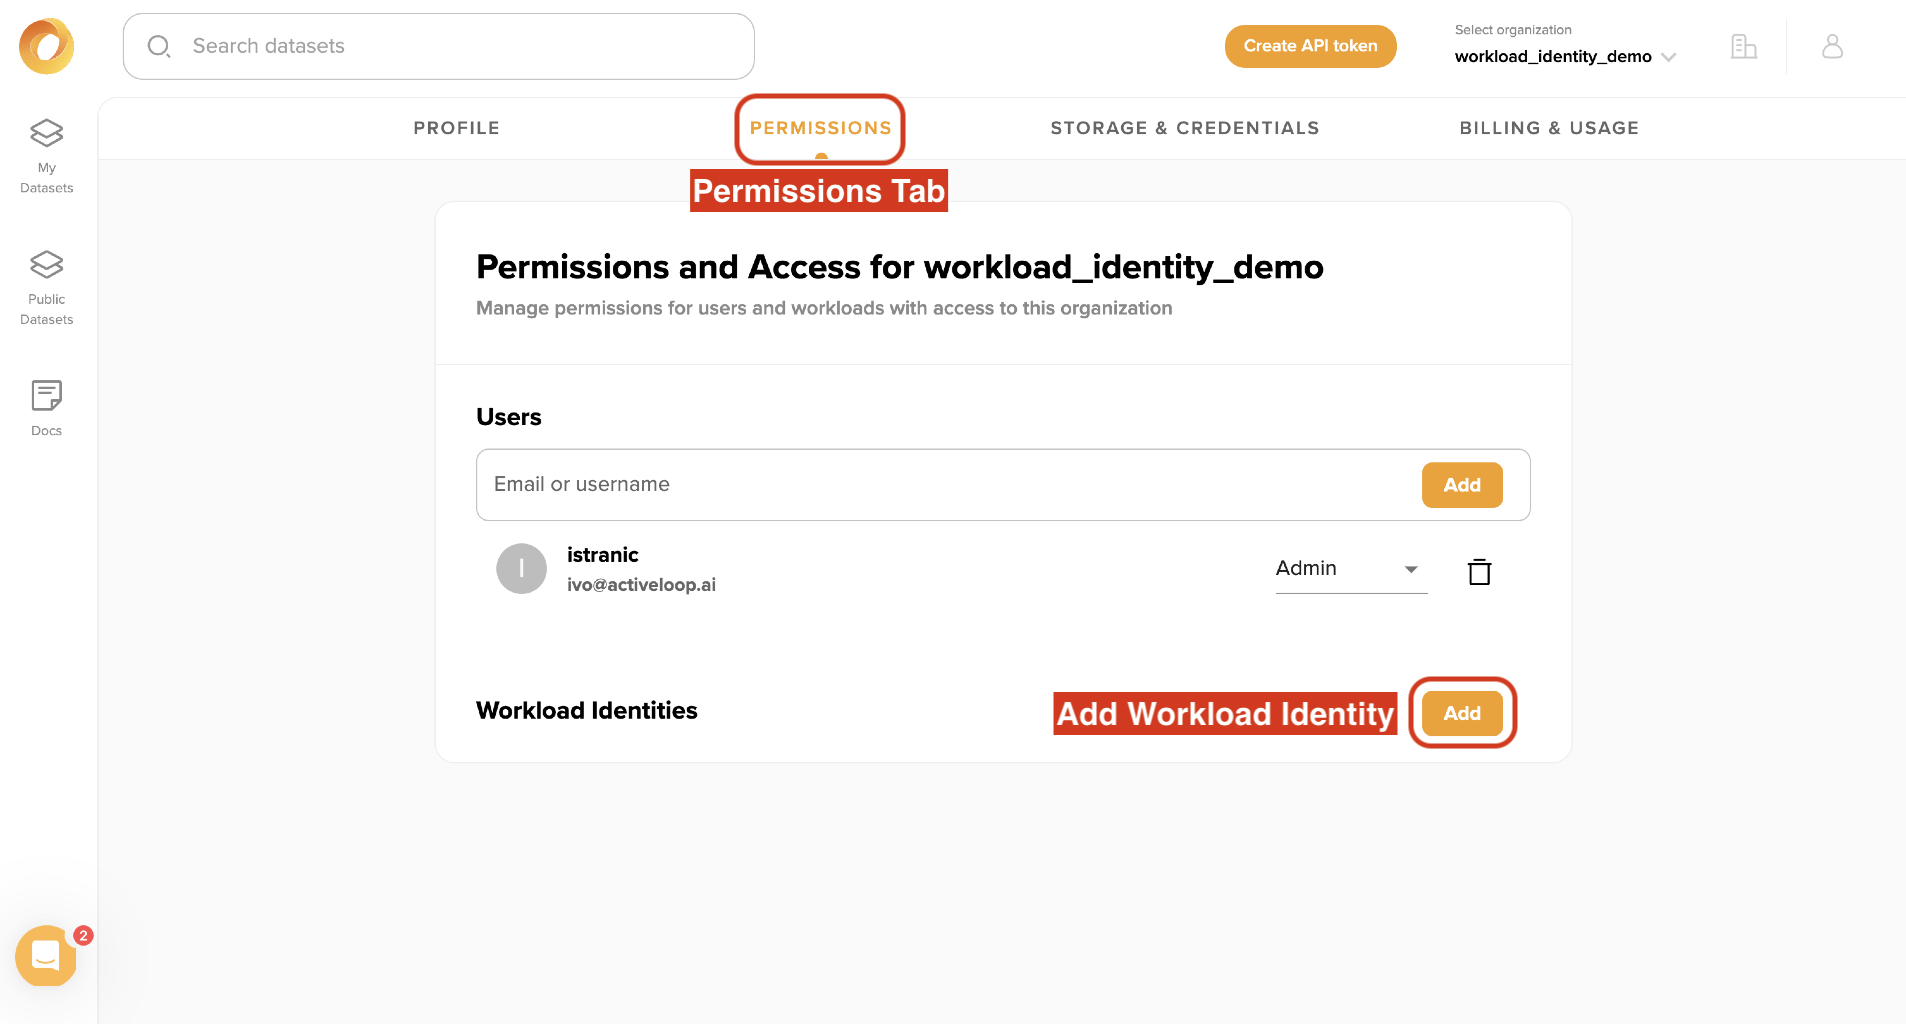 Search datasets
Create API token
Select organization
workload_identity_demo
My
Datasets
Public
Datasets
Docs
2
PROFILE
PERMISSIONS
STORAGE & CREDENTIALS
BILLING & USAGE
Permissions Tab
Permissions and Access for workload_identity_demo
Manage permissions for users and workloads with access to this organization
Users
Email or username
Add
I
istranic
ivo@activeloop.ai
Admin
Workload Identities
Add Workload Identity
Add